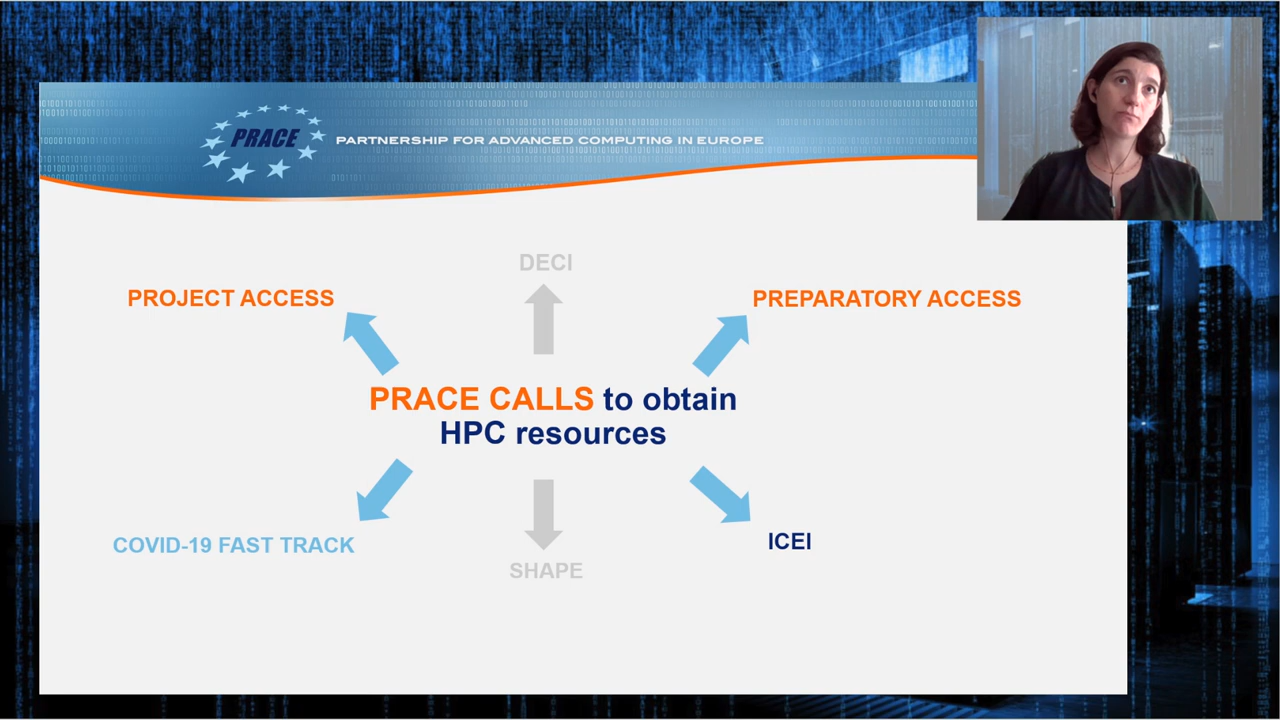 PRACE
PARTNERSHIP FOR ADVANCED COMPUTING IN EUROPE
DECI
PROJECT ACCESS
PREPARATORY ACCESS
PRACE CALLS to obtain
HPC resources
COVID-19 FAST TRACK
ICEI
SHAPE